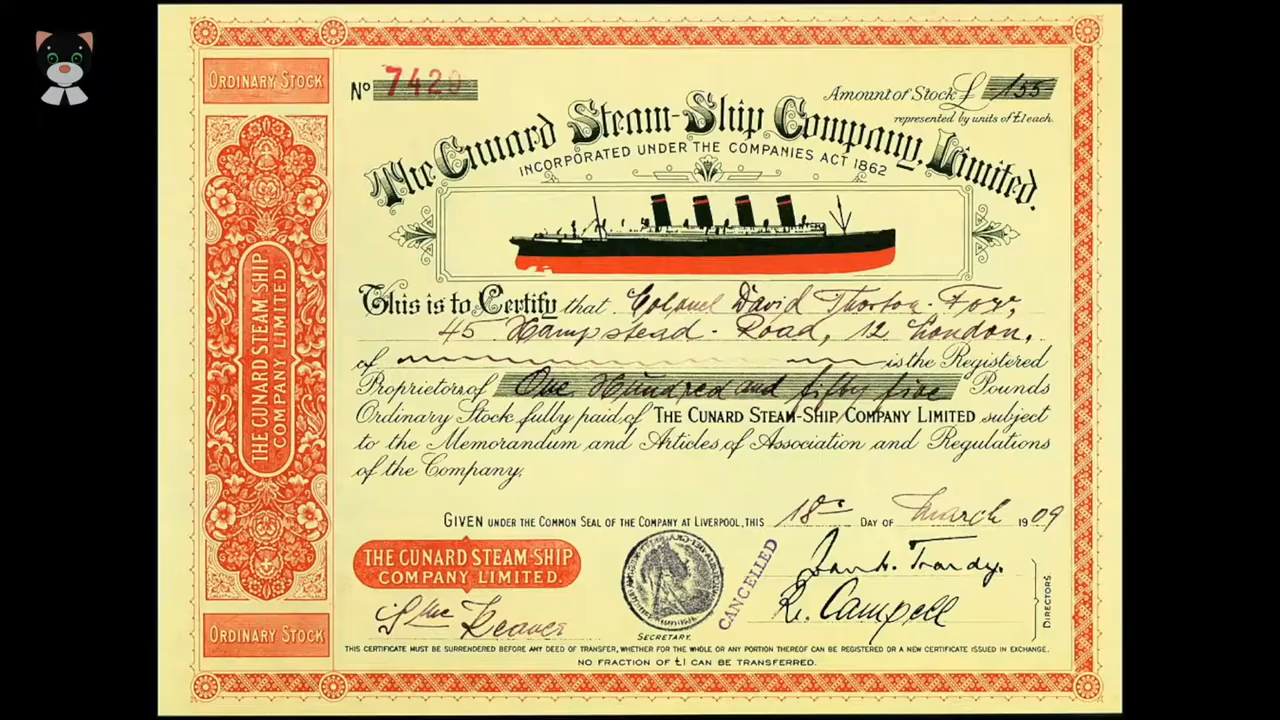 ORDINARY STOCK
THE CUNARD STEAM SHIP
COMPANY LIMITED.
ORDINARY STOCK
No 7429
Amount of Stock £ 155
represented by units of £1 each.
The Cunard Steam-Ship Company, Limited.
INCORPORATED UNDER THE COMPANIES ACT 1862
This is to Certify that Colonel David Thorton-Fox,
45 Hampstead-Road, 12 London,
of is the Registered
Proprietors of One Hundred and fifty five Pounds
Ordinary Stock fully paid of THE CUNARD STEAM-SHIP COMPANY LIMITED subject
to the Memorandum and Articles of Association and Regulations
of the Company.
GIVEN UNDER THE COMMON SEAL OF THE COMPANY AT LIVERPOOL, THIS 18 DAY OF March 1909
THE CUNARD STEAM-SHIP
COMPANY LIMITED.
CANCELLED
R. Campell
DIRECTORS.
SECRETARY.
THIS CERTIFICATE MUST BE SURRENDERED BEFORE ANY DEED OF TRANSFER, WHETHER FOR THE WHOLE OR ANY PORTION THEREOF CAN BE REGISTERED OR A NEW CERTIFICATE ISSUED IN EXCHANGE.
NO FRACTION OF £1 CAN BE TRANSFERRED.